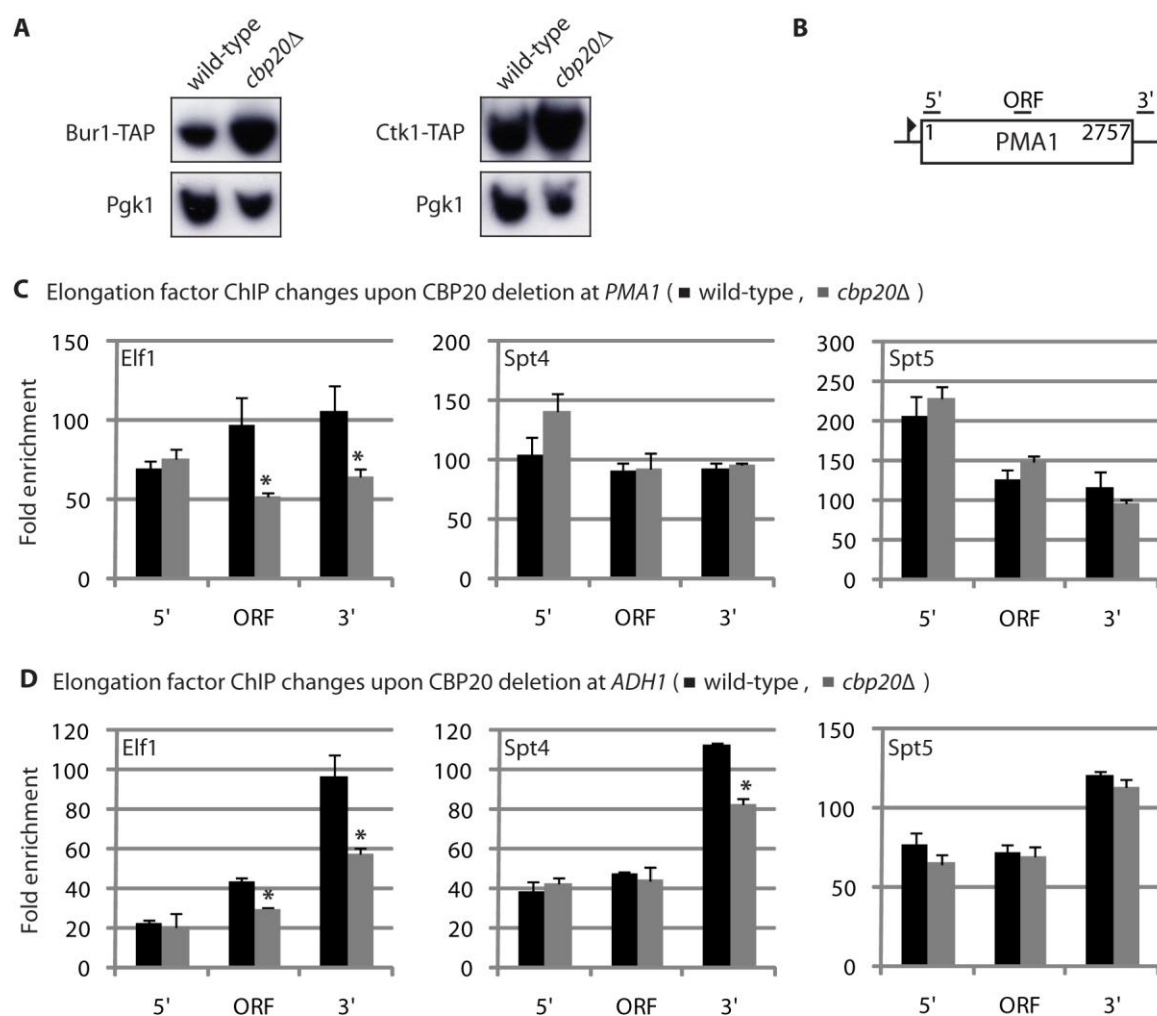 A
wild-type
cbp20Δ
wild-type
cbp20Δ
Bur1-TAP
Ctk1-TAP
Pgk1
Pgk1
B
5'
ORF
3'
1
2757
PMA1
C Elongation factor ChIP changes upon CBP20 deletion at PMA1 ( ■ wild-type , ■ cbp20Δ )
Fold enrichment
Elf1
150
100
50
0
*
*
5' ORF 3'
Spt4
200
150
100
50
0
5' ORF 3'
Spt5
300
250
200
150
100
50
0
5' ORF 3'
D Elongation factor ChIP changes upon CBP20 deletion at ADH1 ( ■ wild-type , ■ cbp20Δ )
Fold enrichment
Elf1
120
100
80
60
40
20
0
*
*
5' ORF 3'
Spt4
120
100
80
60
40
20
0
*
5' ORF 3'
Spt5
150
100
50
0
5' ORF 3'